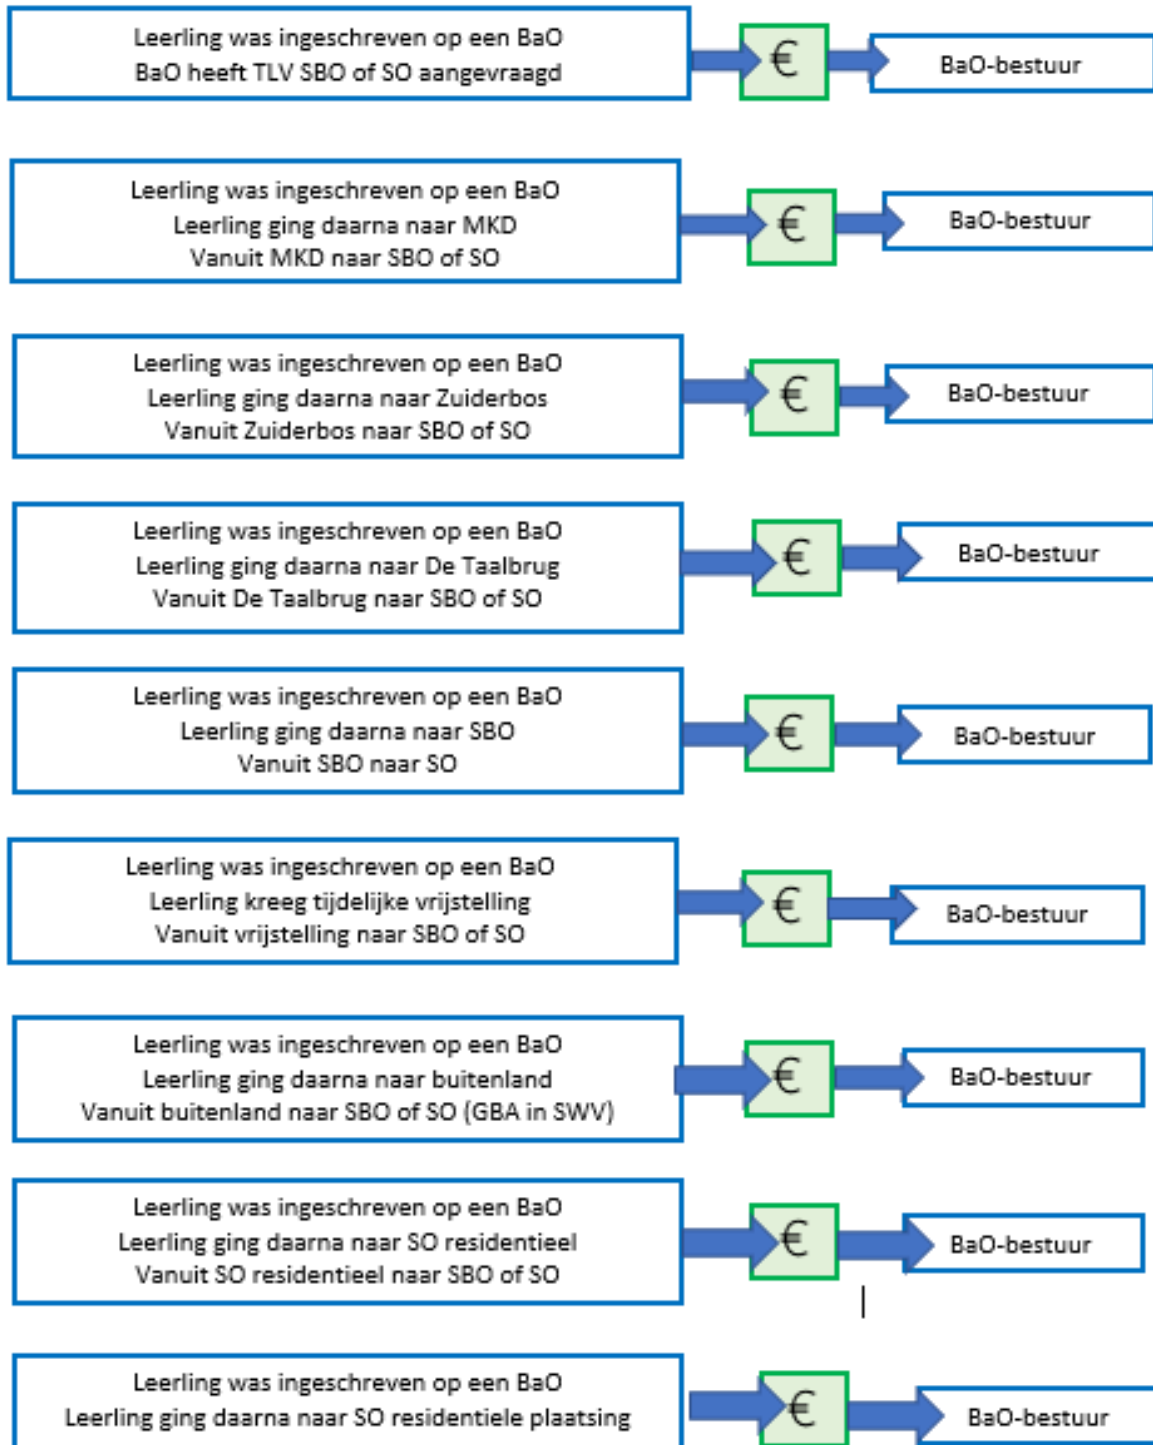 Leerling was ingeschreven op een BaO
BaO heeft TLV SBO of SO aangevraagd
€
BaO-bestuur
Leerling was ingeschreven op een BaO
Leerling ging daarna naar MKD
Vanuit MKD naar SBO of SO
€
BaO-bestuur
Leerling was ingeschreven op een BaO
Leerling ging daarna naar Zuiderbos
Vanuit Zuiderbos naar SBO of SO
€
BaO-bestuur
Leerling was ingeschreven op een BaO
Leerling ging daarna naar De Taalbrug
Vanuit De Taalbrug naar SBO of SO
€
BaO-bestuur
Leerling was ingeschreven op een BaO
Leerling ging daarna naar SBO
Vanuit SBO naar SO
€
BaO-bestuur
Leerling was ingeschreven op een BaO
Leerling kreeg tijdelijke vrijstelling
Vanuit vrijstelling naar SBO of SO
€
BaO-bestuur
Leerling was ingeschreven op een BaO
Leerling ging daarna naar buitenland
Vanuit buitenland naar SBO of SO (GBA in SWV)
€
BaO-bestuur
Leerling was ingeschreven op een BaO
Leerling ging daarna naar SO residentieel
Vanuit SO residentieel naar SBO of SO
€
BaO-bestuur
Leerling was ingeschreven op een BaO
Leerling ging daarna naar SO residentiele plaatsing
€
BaO-bestuur